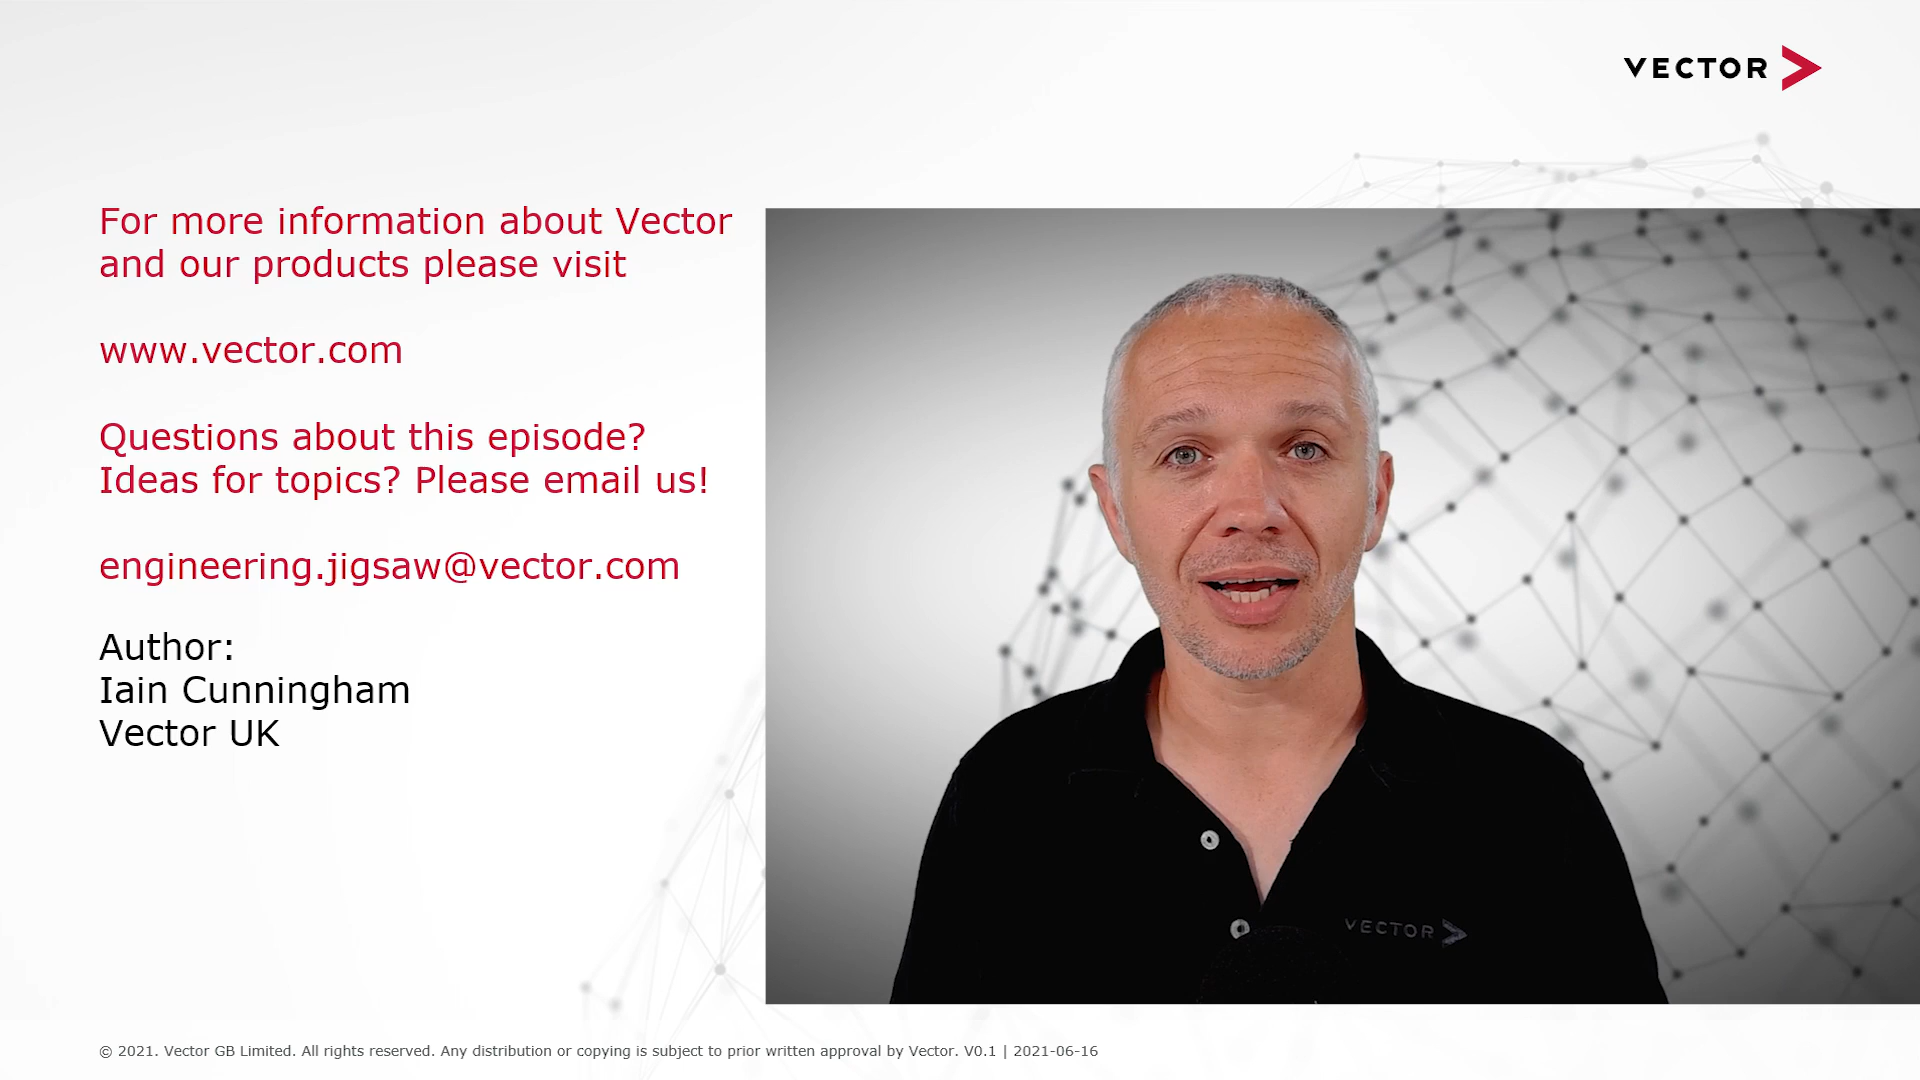 VECTOR
For more information about Vector
and our products please visit
www.vector.com
Questions about this episode?
Ideas for topics? Please email us!
engineering.jigsaw@vector.com
Author:
Iain Cunningham
Vector UK
VECTOR
© 2021. Vector GB Limited. All rights reserved. Any distribution or copying is subject to prior written approval by Vector. V0.1 | 2021-06-16